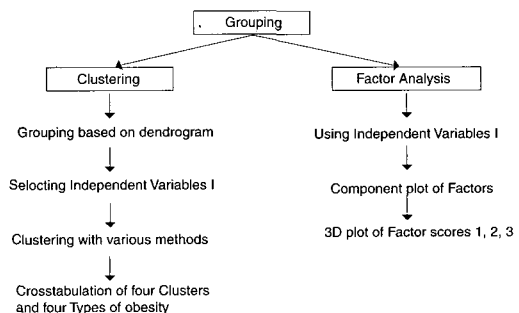 Grouping
Clustering
Factor Analysis
Grouping based on dendrogram
Using Independent Variables I
Selocting Independent Variables I
Component plot of Factors
Clustering with various methods
3D plot of Factor scores 1, 2, 3
Crosstabulation of four Clusters
and four Types of obesity